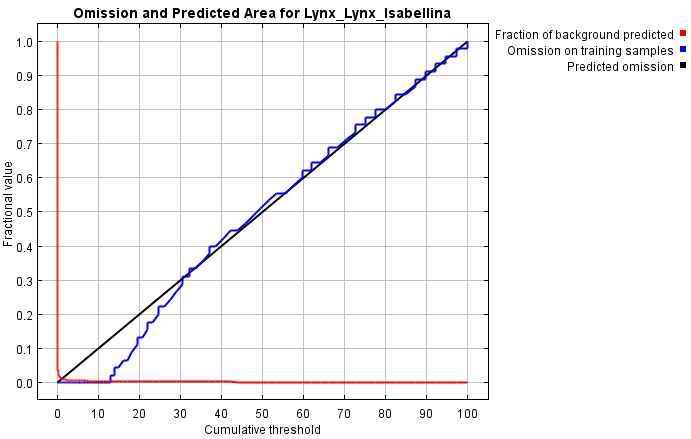 Omission and Predicted Area for Lynx_Lynx_Isabellina
Fraction of background predicted
Omission on training samples
Predicted omission
Fractional value
1.0
0.9
0.8
0.7
0.6
0.5
0.4
0.3
0.2
0.1
0.0
0 10 20 30 40 50 60 70 80 90 100
Cumulative threshold